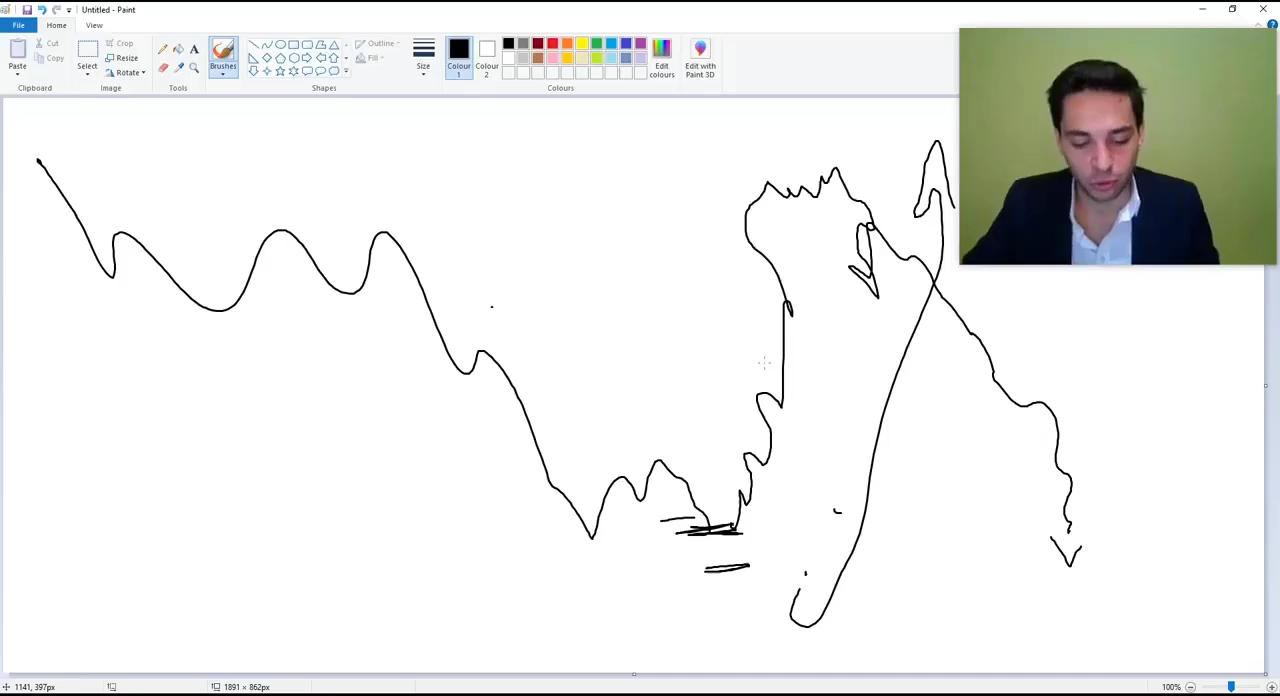 Untitled - Paint
File Home View
Paste
Cut
Copy
Clipboard
Select
Crop
Resize
Rotate
Image
A
Tools
Brushes
Outline
Fill
Shapes
Size
Colour 1
Colour 2
Edit colours
Colours
Edit with Paint 3D
1141, 397px
1891 × 862px
100%